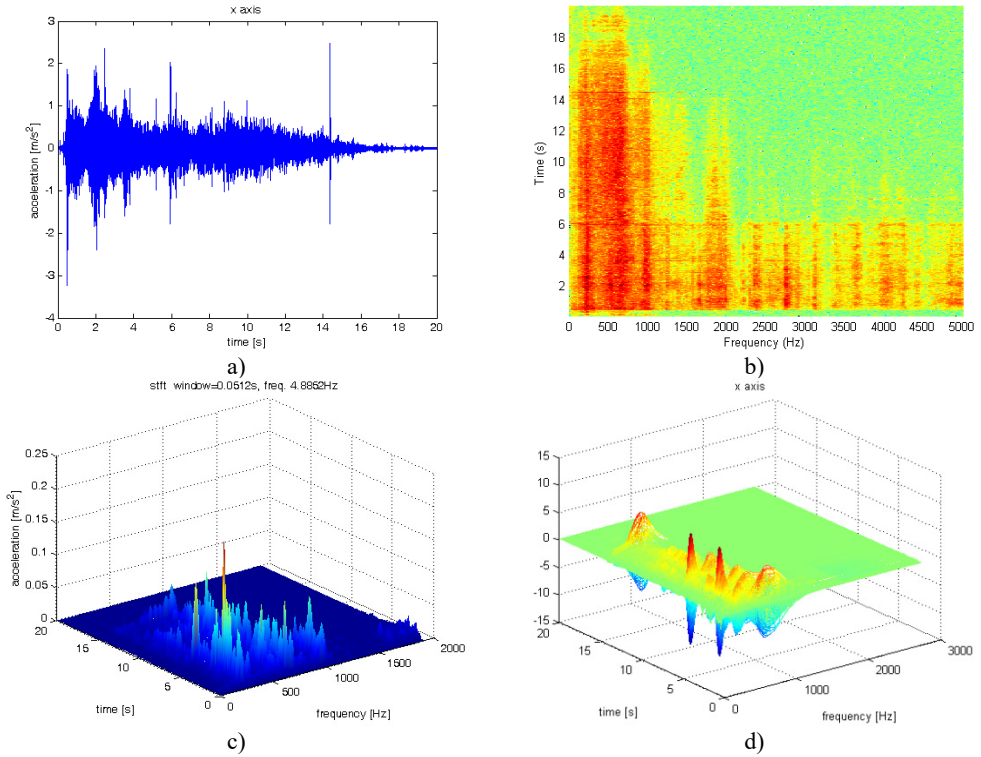 x axis
3
2
1
0
-1
-2
-3
-4
acceleration [m/s²]
0 2 4 6 8 10 12 14 16 18 20
time [s]
a)
18
16
14
12
10
8
6
4
2
Time (s)
0 500 1000 1500 2000 2500 3000 3500 4000 4500 5000
Frequency (Hz)
b)
stft window=0.0512s, freq. 4.8852Hz
0.25
0.2
0.15
0.1
0.05
0
acceleration [m/s²]
20
15
10
5
0
time [s]
0
500
1000
1500
2000
frequency [Hz]
c)
x axis
15
10
5
0
-5
-10
-15
20
15
10
5
0
time [s]
0
1000
2000
3000
frequency [Hz]
d)